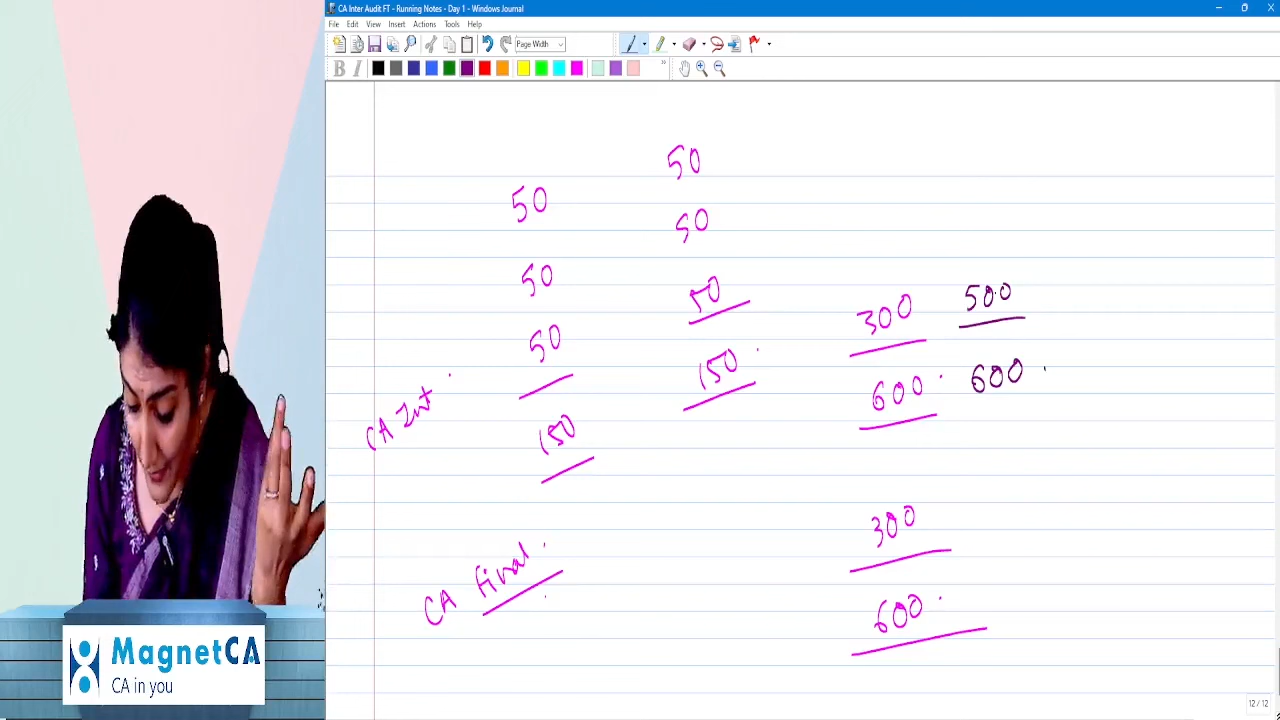 CA Inter Audit FT - Running Notes - Day 1 - Windows Journal
File Edit View Insert Actions Tools Help
Page Width
B I
50
50
50
50
50
50
500
300
150
600
600
CA Int
150
300
CA final
600
MagnetCA
CA in you
12 / 12